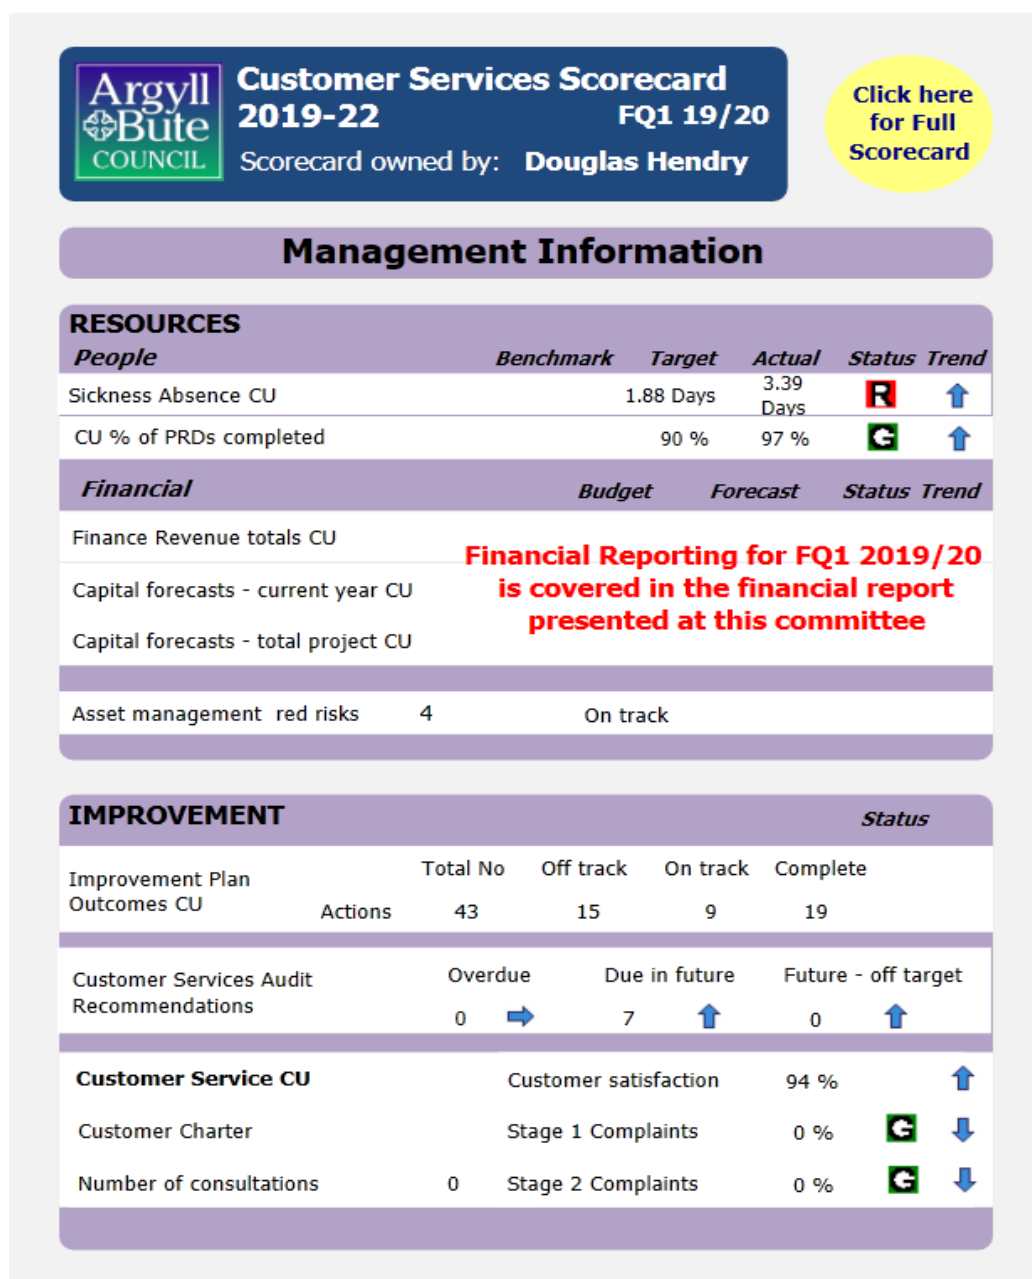 Argyll
&Bute
COUNCIL
Customer Services Scorecard
2019-22 FQ1 19/20
Scorecard owned by: Douglas Hendry
Click here
for Full
Scorecard
Management Information
RESOURCES
People Benchmark Target Actual Status Trend
Sickness Absence CU 1.88 Days 3.39 Days R
CU % of PRDs completed 90 % 97 % G
Financial Budget Forecast Status Trend
Finance Revenue totals CU
Capital forecasts - current year CU
Capital forecasts - total project CU
Financial Reporting for FQ1 2019/20
is covered in the financial report
presented at this committee
Asset management red risks 4 On track
IMPROVEMENT Status
Improvement Plan
Outcomes CU
Total No Off track On track Complete
Actions 43 15 9 19
Customer Services Audit
Recommendations
Overdue Due in future Future - off target
0 7 0
Customer Service CU Customer satisfaction 94 %
Customer Charter Stage 1 Complaints 0 % G
Number of consultations 0 Stage 2 Complaints 0 % G